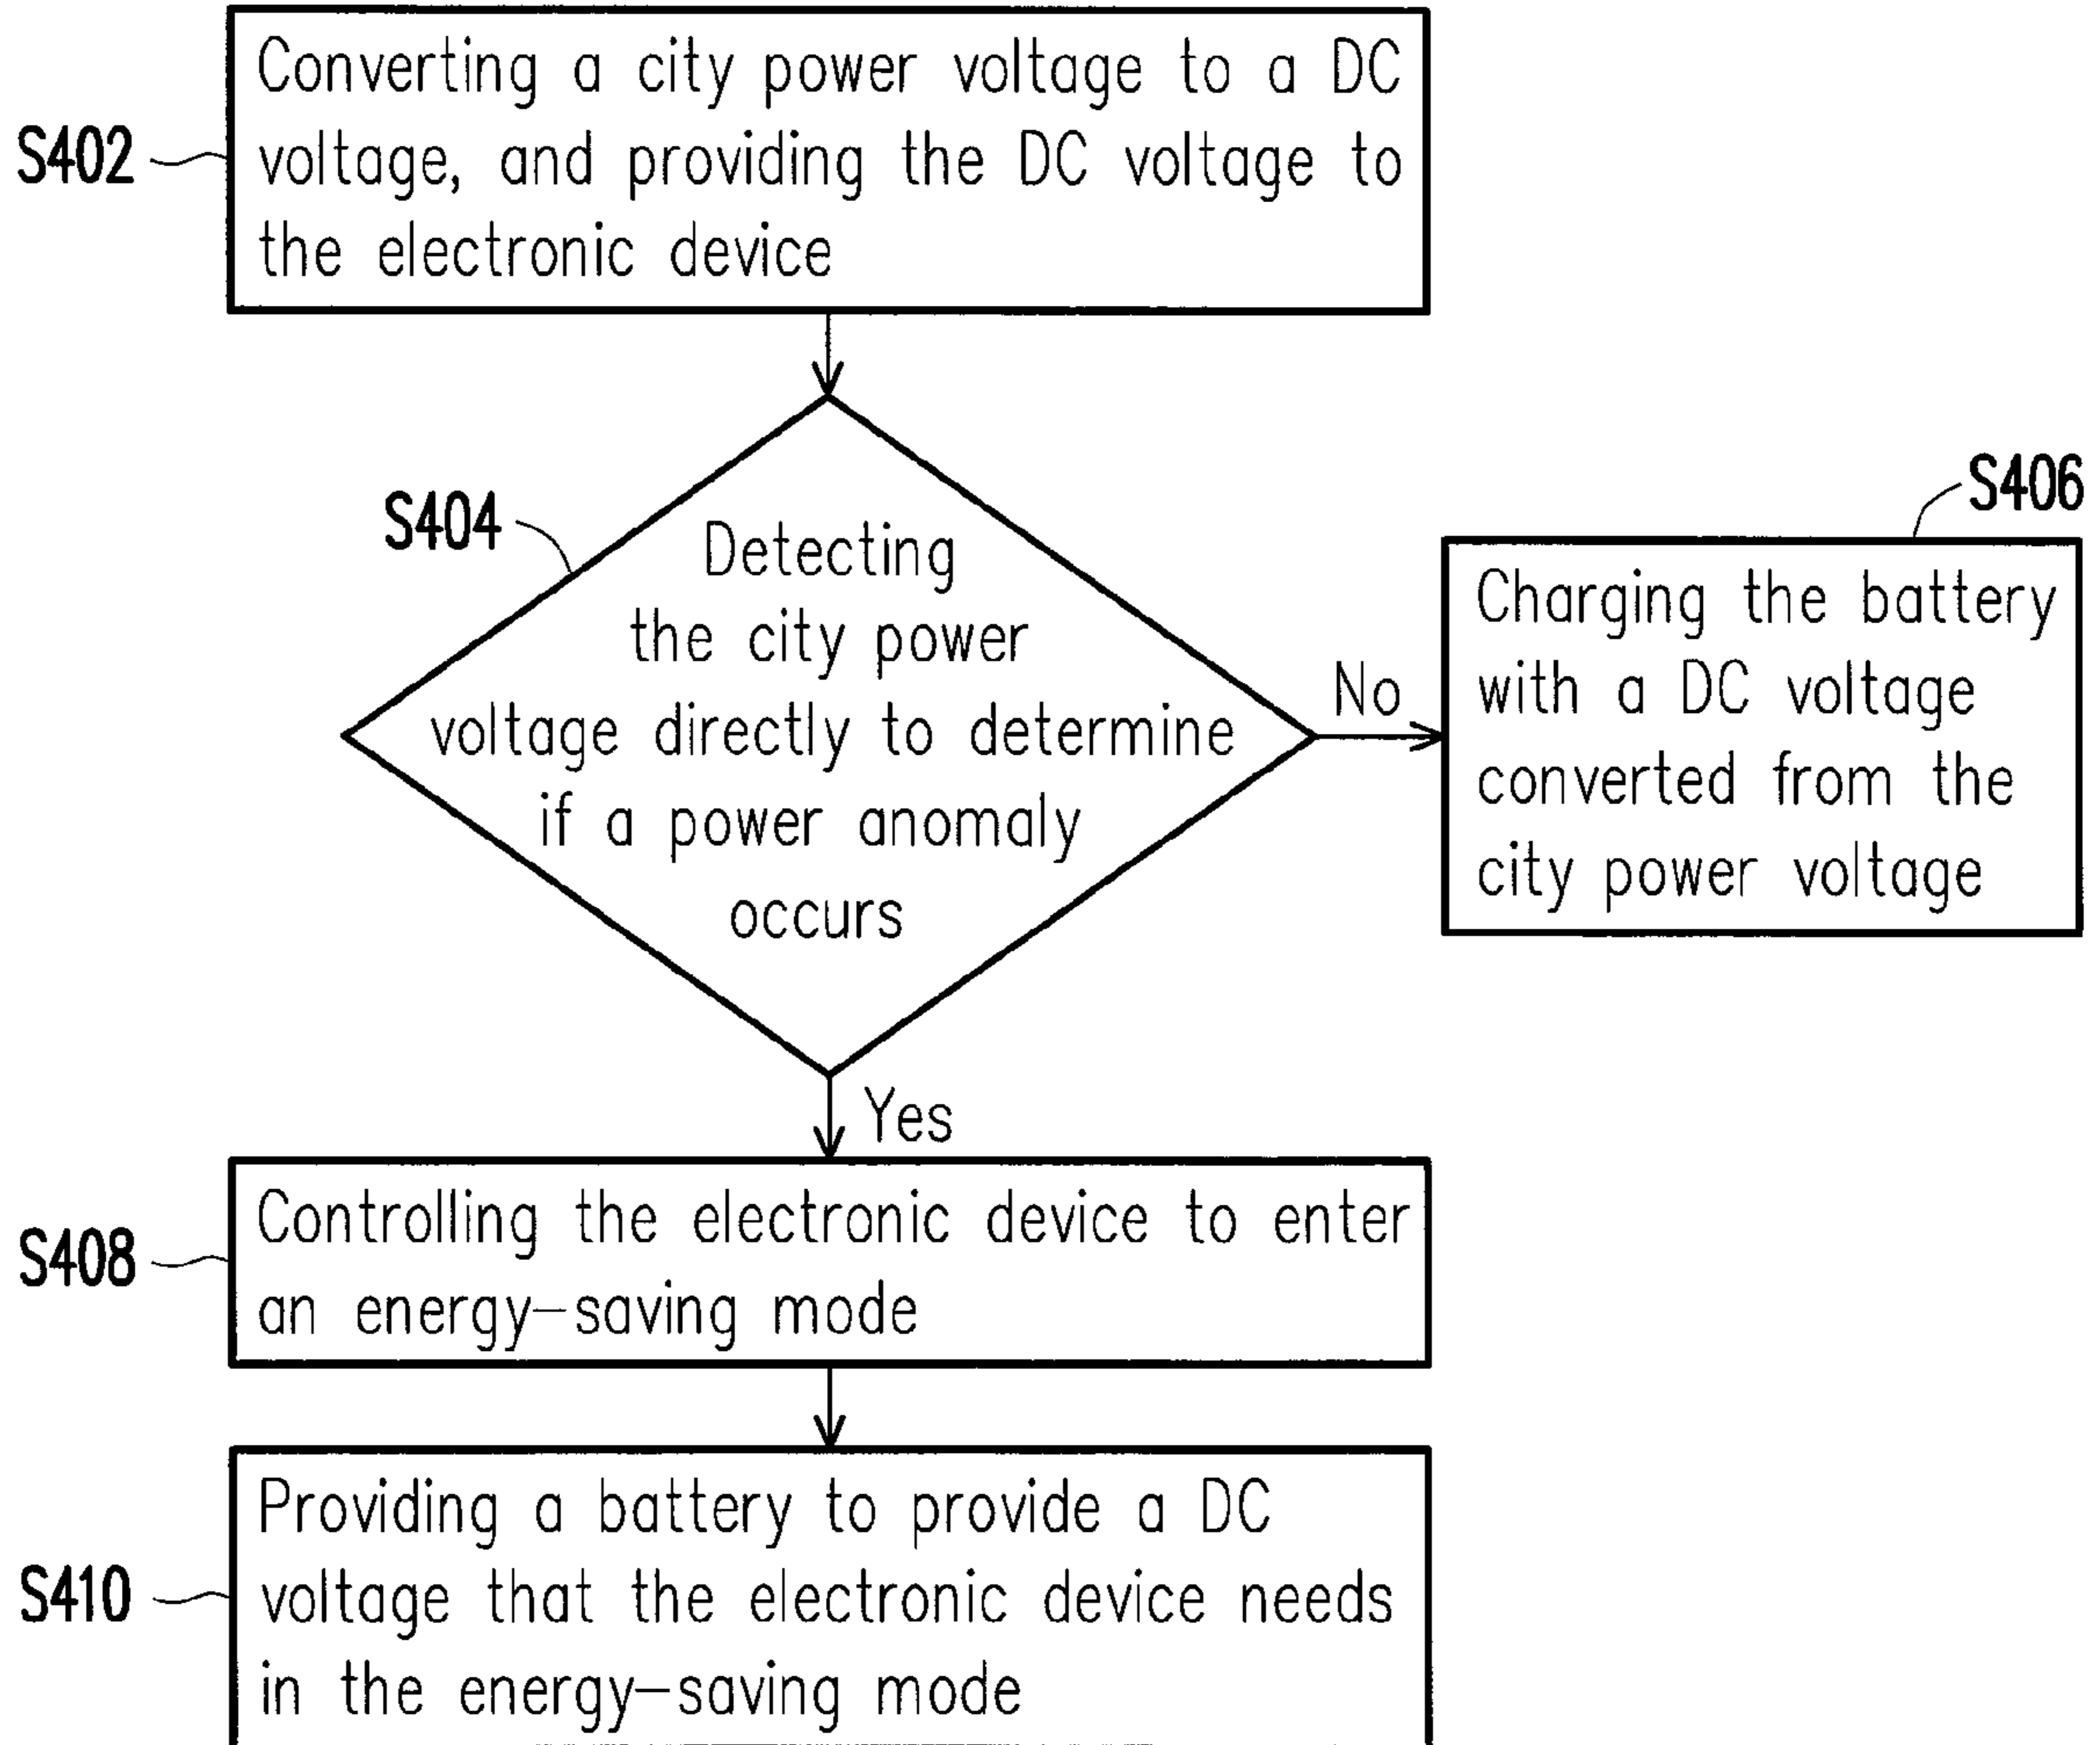 Converting a city power voltage to a DC
S402
voltage, and providing the DC voltage to
the electronic device
S404
Detecting
the city power
voltage directly to determine
if a power anomaly
occurs
No
S406
Charging the battery
with a DC voltage
converted from the
city power voltage
Yes
Controlling the electronic device to enter
S408
an energy-saving mode
Providing a battery to provide a DC
S410
voltage that the electronic device needs
in the energy-saving mode